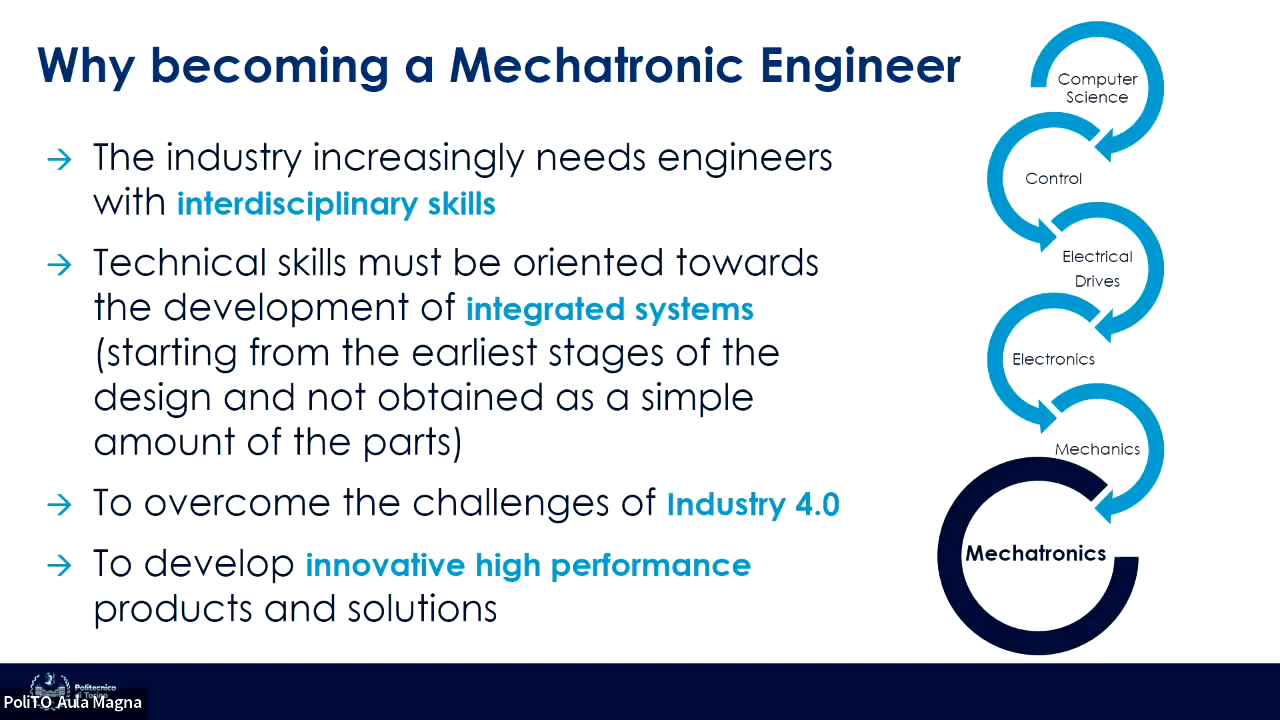 Why becoming a Mechatronic Engineer
→ The industry increasingly needs engineers
with interdisciplinary skills
→ Technical skills must be oriented towards
the development of integrated systems
(starting from the earliest stages of the
design and not obtained as a simple
amount of the parts)
→ To overcome the challenges of Industry 4.0
→ To develop innovative high performance
products and solutions
Computer
Science
Control
Electrical
Drives
Electronics
Mechanics
Mechatronics
Politecnico
di Torino
PoliTO Aula Magna